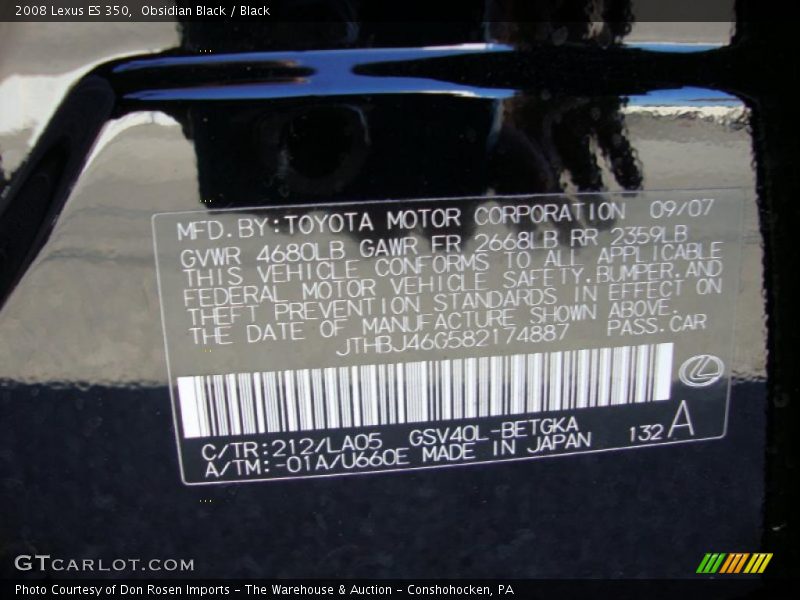 2008 Lexus ES 350,  Obsidian Black / Black
MFD. BY:TOYOTA MOTOR CORPORATION 09/07
GVWR 4680LB GAWR FR 2668LB RR 2359LB
THIS VEHICLE CONFORMS TO ALL APPLICABLE
FEDERAL MOTOR VEHICLE SAFETY,BUMPER,AND
THEFT PREVENTION STANDARDS IN EFFECT ON
THE DATE OF MANUFACTURE SHOWN ABOVE.
JTHBJ46G582174887 PASS.CAR
C/TR:212/LA05 GSV40L-BETGKA
A/TM:-01A/U660E MADE IN JAPAN 132 A
GTCARLOT.COM
Photo Courtesy of Don Rosen Imports - The Warehouse & Auction - Conshohocken, PA